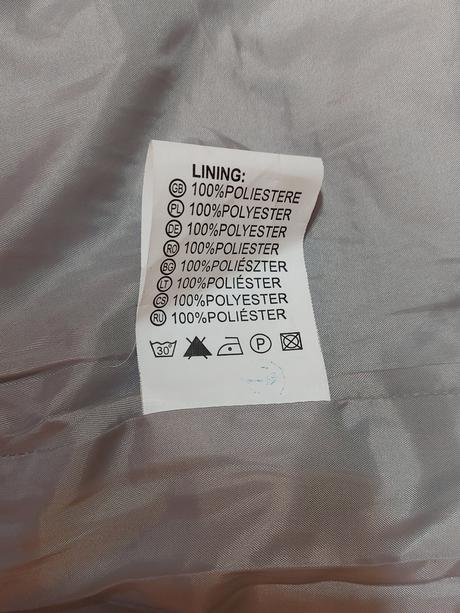 LINING:
GB 100%POLIESTERE
PL 100%POLYESTER
DE 100%POLYESTER
RO 100%POLIESTER
BG 100%POLIÉSZTER
LT 100%POLIÉSTER
CS 100%POLYESTER
RU 100%POLIÉSTER
30° P